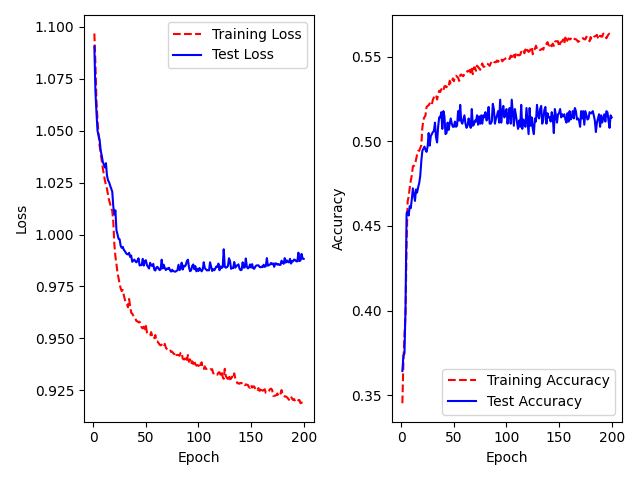 Training Loss
Test Loss
1.100
1.075
1.050
1.025
1.000
0.975
0.950
0.925
Loss
0
50
100
150
200
Epoch
0.55
0.50
0.45
0.40
0.35
Accuracy
Training Accuracy
Test Accuracy
0
50
100
150
200
Epoch